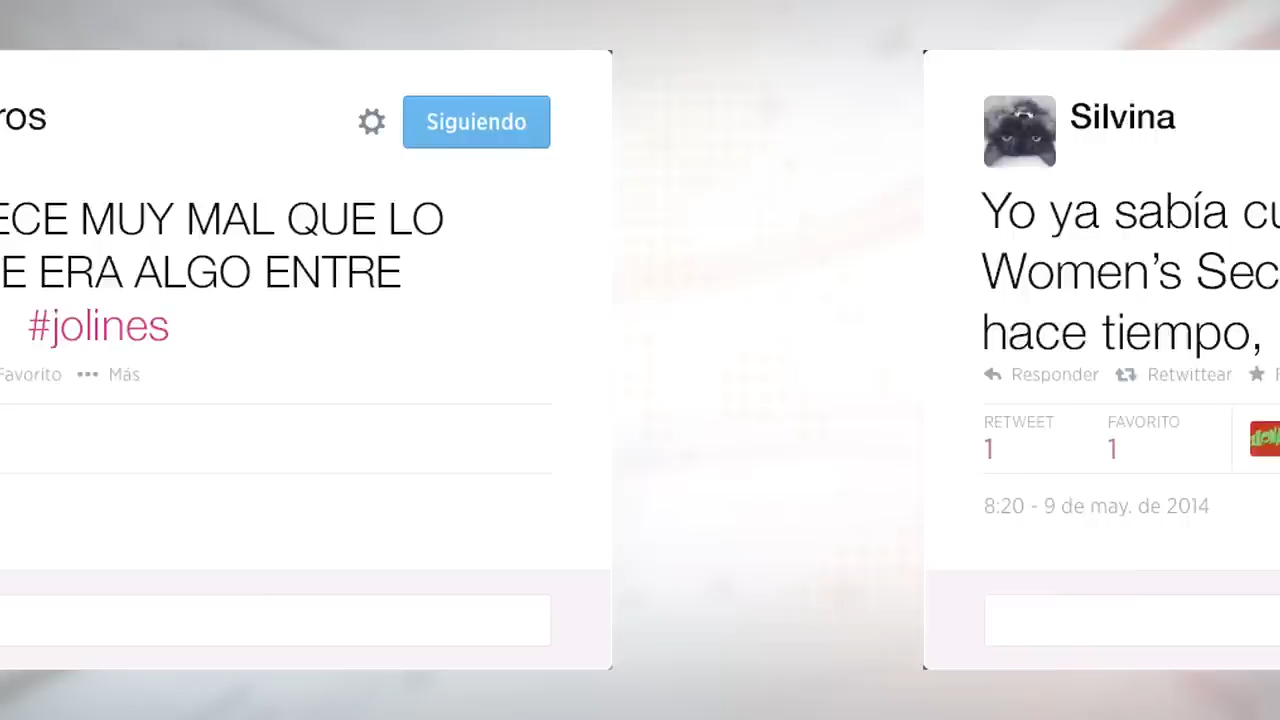 ros
Siguiendo
ECE MUY MAL QUE LO
E ERA ALGO ENTRE
#jolines
Favorito ••• Más
Silvina
Yo ya sabía cu
Women's Sec
hace tiempo,
Responder Retwittear F
RETWEET FAVORITO
1 1
8:20 - 9 de may. de 2014